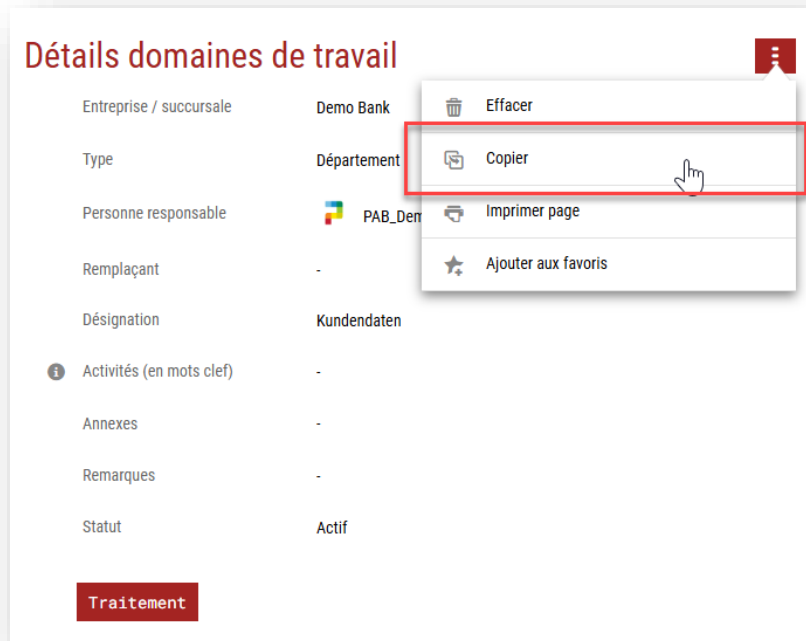 Détails domaines de travail
Entreprise / succursale Demo Bank
Effacer
Type Département
Copier
Personne responsable PAB_Dem
Imprimer page
Remplaçant -
Ajouter aux favoris
Désignation Kundendaten
Activités (en mots clef) -
Annexes -
Remarques -
Statut Actif
Traitement